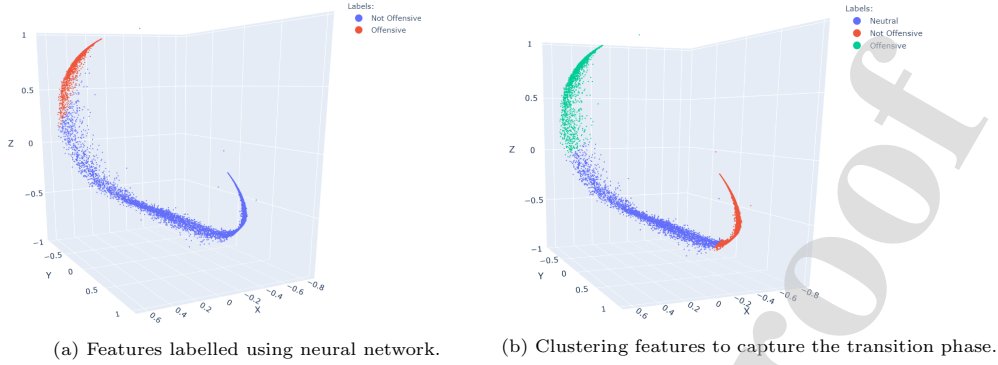 Labels:
Not Offensive
Offensive
1
0.5
0
−0.5
−1
Z
−0.5
0
0.5
1
Y
0.6
0.4
0.2
0
−0.2
−0.4
−0.6
−0.8
X
(a) Features labelled using neural network.
Labels:
Neutral
Not Offensive
Offensive
1
0.5
0
−0.5
−1
Z
−0.5
0
0.5
1
Y
0.6
0.4
0.2
0
−0.2
−0.4
−0.6
−0.8
X
(b) Clustering features to capture the transition phase.
roof